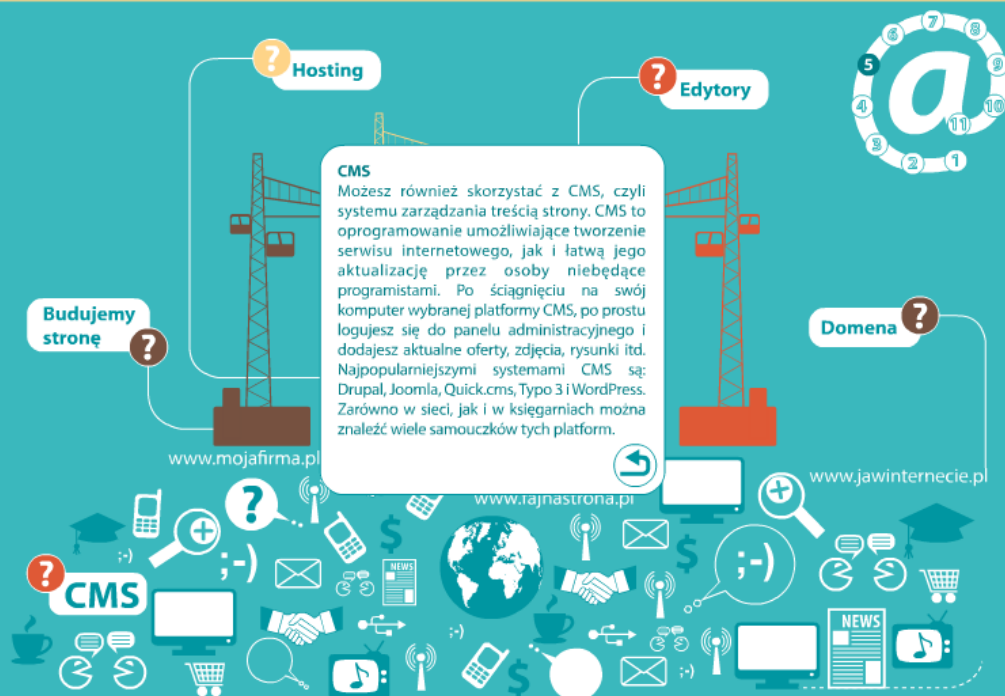 ?
Hosting
?
Edytory
1
2
3
4
5
6
7
8
9
10
11
@
CMS
Możesz również skorzystać z CMS, czyli
systemu zarządzania treścią strony. CMS to
oprogramowanie umożliwiające tworzenie
serwisu internetowego, jak i łatwą jego
aktualizację przez osoby niebędące
programistami. Po ściągnięciu na swój
komputer wybranej platformy CMS, po prostu
logujesz się do panelu administracyjnego i
dodajesz aktualne oferty, zdjęcia, rysunki itd.
Najpopularniejszymi systemami CMS są:
Drupal, Joomla, Quick.cms, Typo 3 i WordPress.
Zarówno w sieci, jak i w księgarniach można
znaleźć wiele samouczków tych platform.
Budujemy
stronę
?
Domena
?
www.mojafirma.pl
www.jawinternecie.pl
www.fajnastrona.pl
?
$
$
;-)
;-)
;-)
NEWS
?
CMS
;-)
NEWS
$
;-)